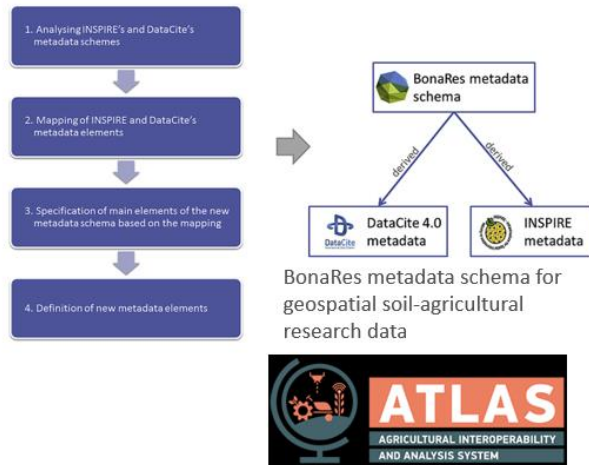 1. Analysing INSPIRE's and DataCite's
metadata schemes
2. Mapping of INSPIRE and DataCite's
metadata elements
3. Specification of main elements of the new
metadata schema based on the mapping
4. Definition of new metadata elements
BonaRes metadata
schema
derived
derived
DataCite
DataCite 4.0
metadata
INSPIRE
metadata
BonaRes metadata schema for
geospatial soil-agricultural
research data
ATLAS
AGRICULTURAL INTEROPERABILITY
AND ANALYSIS SYSTEM